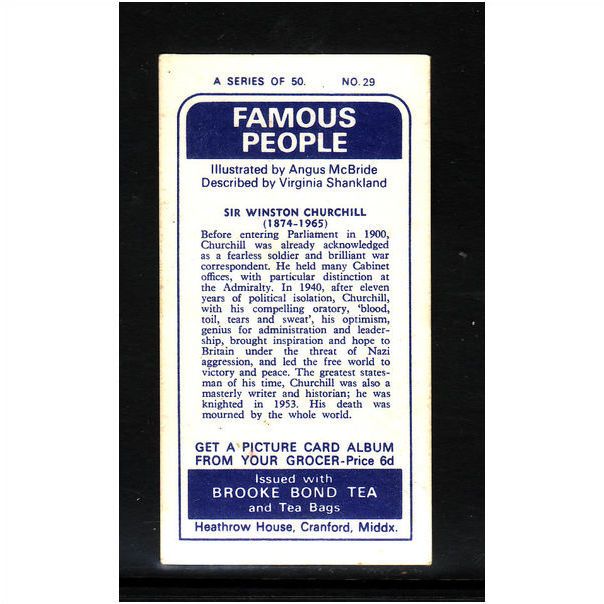 A SERIES OF 50. NO. 29
FAMOUS
PEOPLE
Illustrated by Angus McBride
Described by Virginia Shankland
SIR WINSTON CHURCHILL
(1874-1965)
Before entering Parliament in 1900,
Churchill was already acknowledged
as a fearless soldier and brilliant war
correspondent. He held many Cabinet
offices, with particular distinction at
the Admiralty. In 1940, after eleven
years of political isolation, Churchill,
with his compelling oratory, ‘blood,
toil, tears and sweat’, his optimism,
genius for administration and leader-
ship, brought inspiration and hope to
Britain under the threat of Nazi
aggression, and led the free world to
victory and peace. The greatest states-
man of his time, Churchill was also a
masterly writer and historian; he was
knighted in 1953. His death was
mourned by the whole world.
GET A PICTURE CARD ALBUM
FROM YOUR GROCER-Price 6d
Issued with
BROOKE BOND TEA
and Tea Bags
Heathrow House, Cranford, Middx.